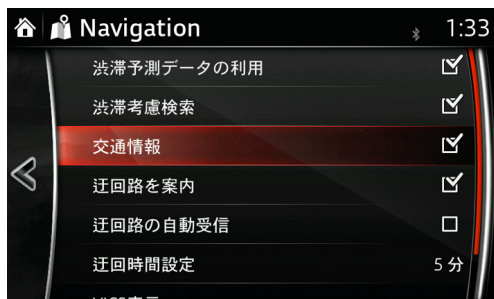 Navigation 1:33
渋滞予測データの利用
渋滞考慮検索
交通情報
迂回路を案内
迂回路の自動受信
迂回時間設定 5 分